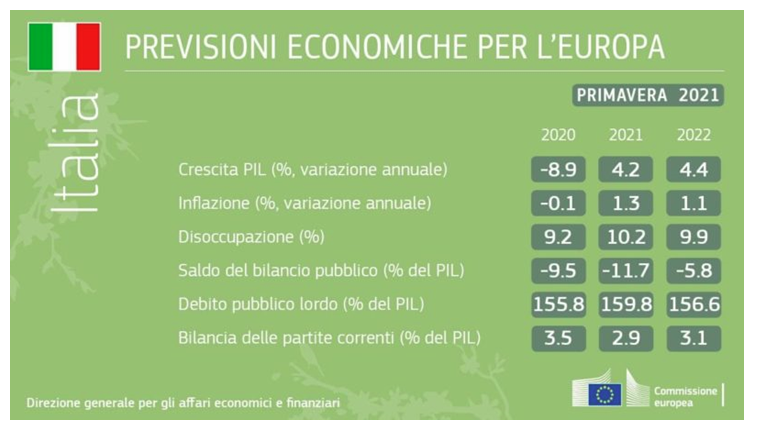 PREVISIONI ECONOMICHE PER L'EUROPA
Italia
PRIMAVERA 2021
2020 2021 2022
Crescita PIL (%, variazione annuale) -8.9 4.2 4.4
Inflazione (%, variazione annuale) -0.1 1.3 1.1
Disoccupazione (%) 9.2 10.2 9.9
Saldo del bilancio pubblico (% del PIL) -9.5 -11.7 -5.8
Debito pubblico lordo (% del PIL) 155.8 159.8 156.6
Bilancia delle partite correnti (% del PIL) 3.5 2.9 3.1
Direzione generale per gli affari economici e finanziari
Commissione
europea